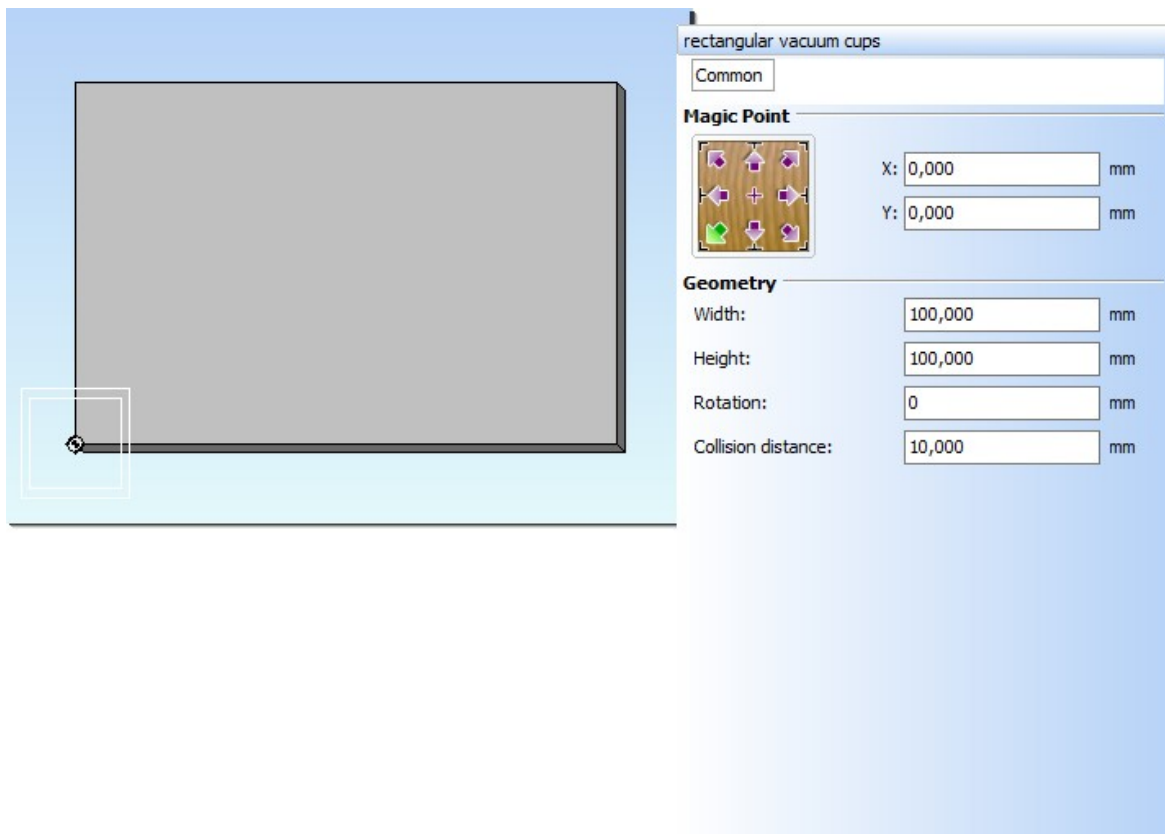 rectangular vacuum cups
Common
Magic Point
X: 0,000 mm
Y: 0,000 mm
Geometry
Width: 100,000 mm
Height: 100,000 mm
Rotation: 0 mm
Collision distance: 10,000 mm